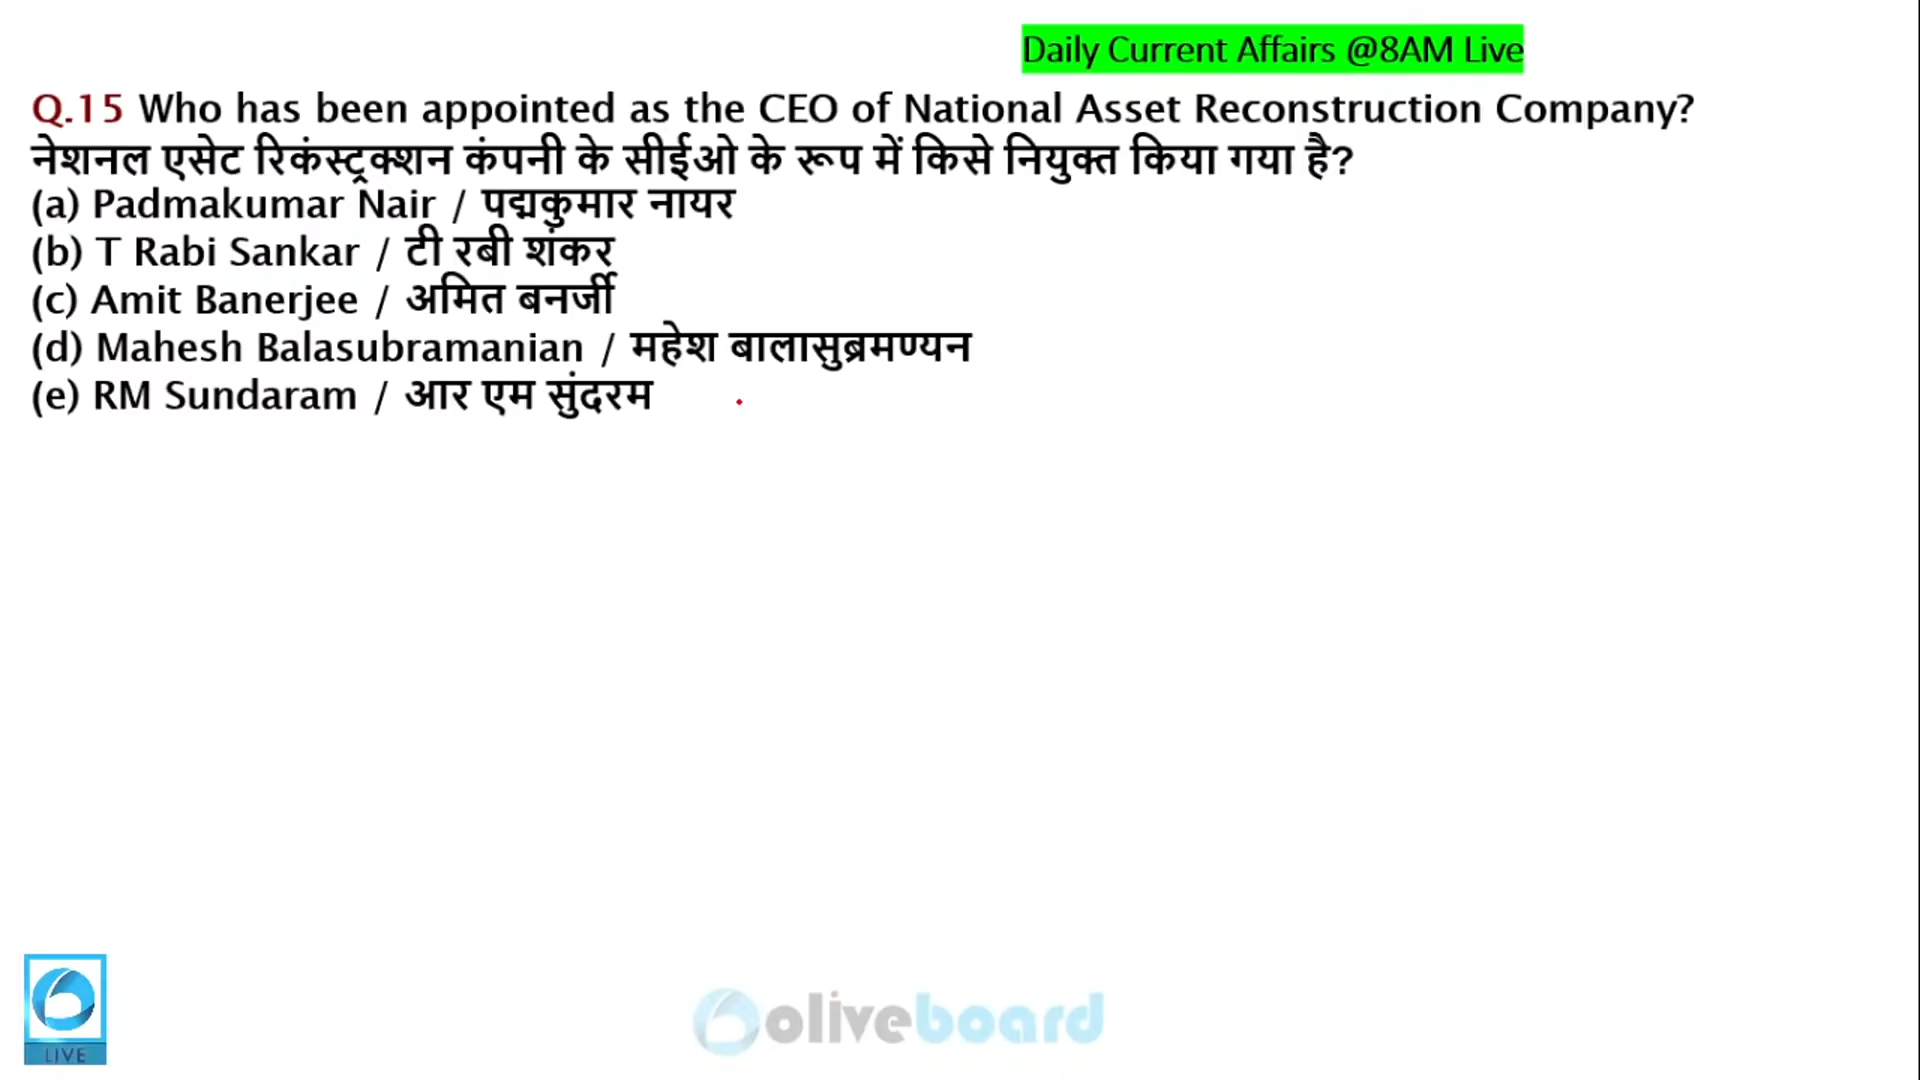 Daily Current Affairs @8AM Live
Q.15 Who has been appointed as the CEO of National Asset Reconstruction Company?
नेशनल एसेट रिकंस्ट्रक्शन कंपनी के सीईओ के रूप में किसे नियुक्त किया गया है?
(a) Padmakumar Nair / पद्मकुमार नायर
(b) T Rabi Sankar / टी रबी शंकर
(c) Amit Banerjee / अमित बनर्जी
(d) Mahesh Balasubramanian / महेश बालासुब्रमण्यन
(e) RM Sundaram / आर एम सुंदरम
LIVE
oliveboard